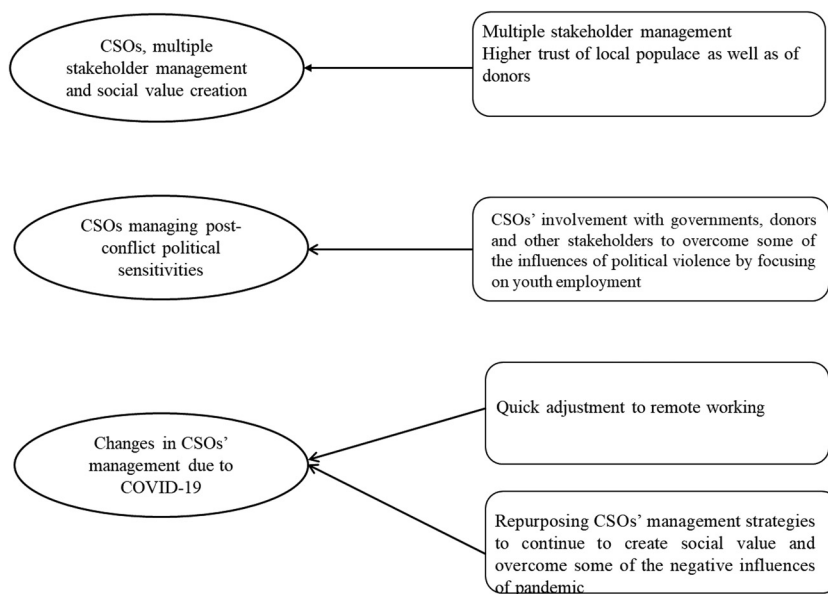 CSOs, multiple
stakeholder management
and social value creation
Multiple stakeholder management
Higher trust of local populace as well as of
donors
CSOs managing post-
conflict political
sensitivities
CSOs’ involvement with governments, donors
and other stakeholders to overcome some of
the influences of political violence by focusing
on youth employment
Changes in CSOs’
management due to
COVID-19
Quick adjustment to remote working
Repurposing CSOs’ management strategies
to continue to create social value and
overcome some of the negative influences
of pandemic